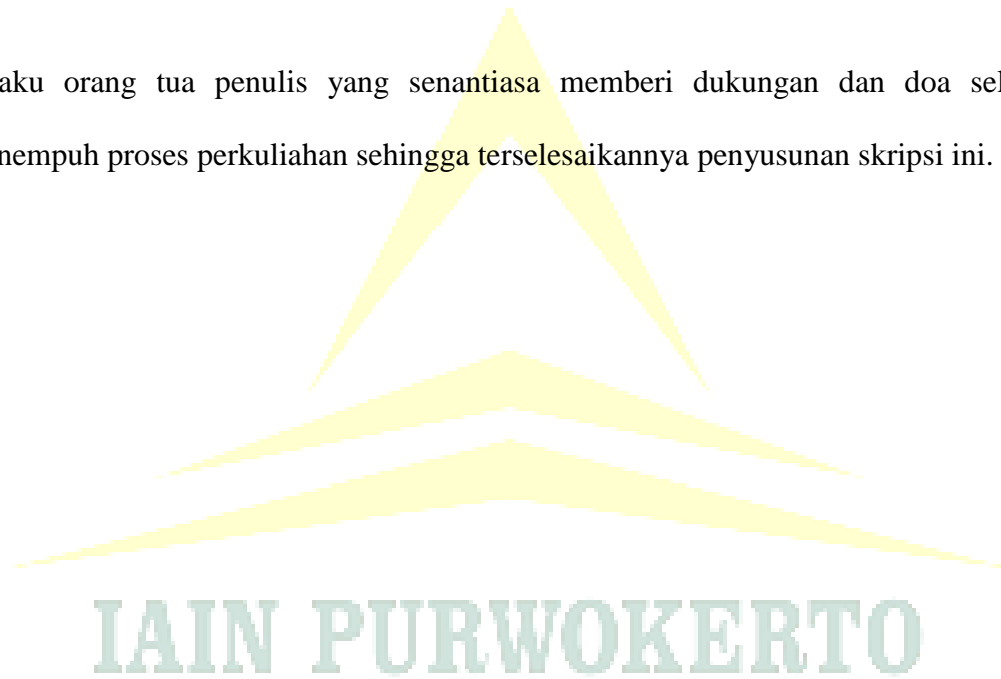 aku orang tua penulis yang senantiasa memberi dukungan dan doa sel
nempuh proses perkuliahan sehingga terselesaikannya penyusunan skripsi ini.
IAIN PURWOKERTO